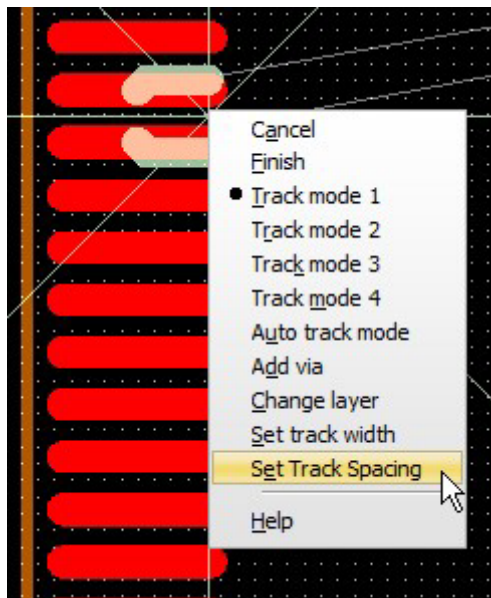 Cancel
Finish
Track mode 1
Track mode 2
Track mode 3
Track mode 4
Auto track mode
Add via
Change layer
Set track width
Set Track Spacing
Help